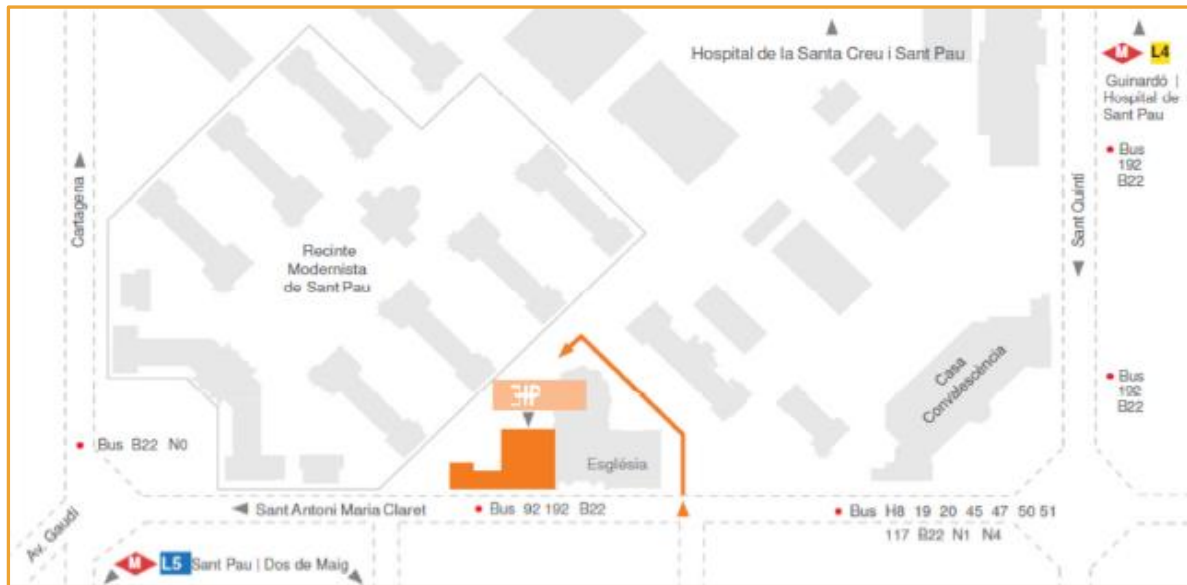 Hospital de la Santa Creu i Sant Pau
M L4
Guinardó |
Hospital de
Sant Pau
Bus
192
B22
Cartagena
Sant Quintí
Recinte
Modernista
de Sant Pau
Casa
Convalescència
Bus
192
B22
Bus B22 N0
Església
Sant Antoni Maria Claret
Bus 92 192 B22
Bus H8 19 20 45 47 50 51
117 B22 N1 N4
Av. Gaudí
M L5 Sant Pau | Dos de Maig